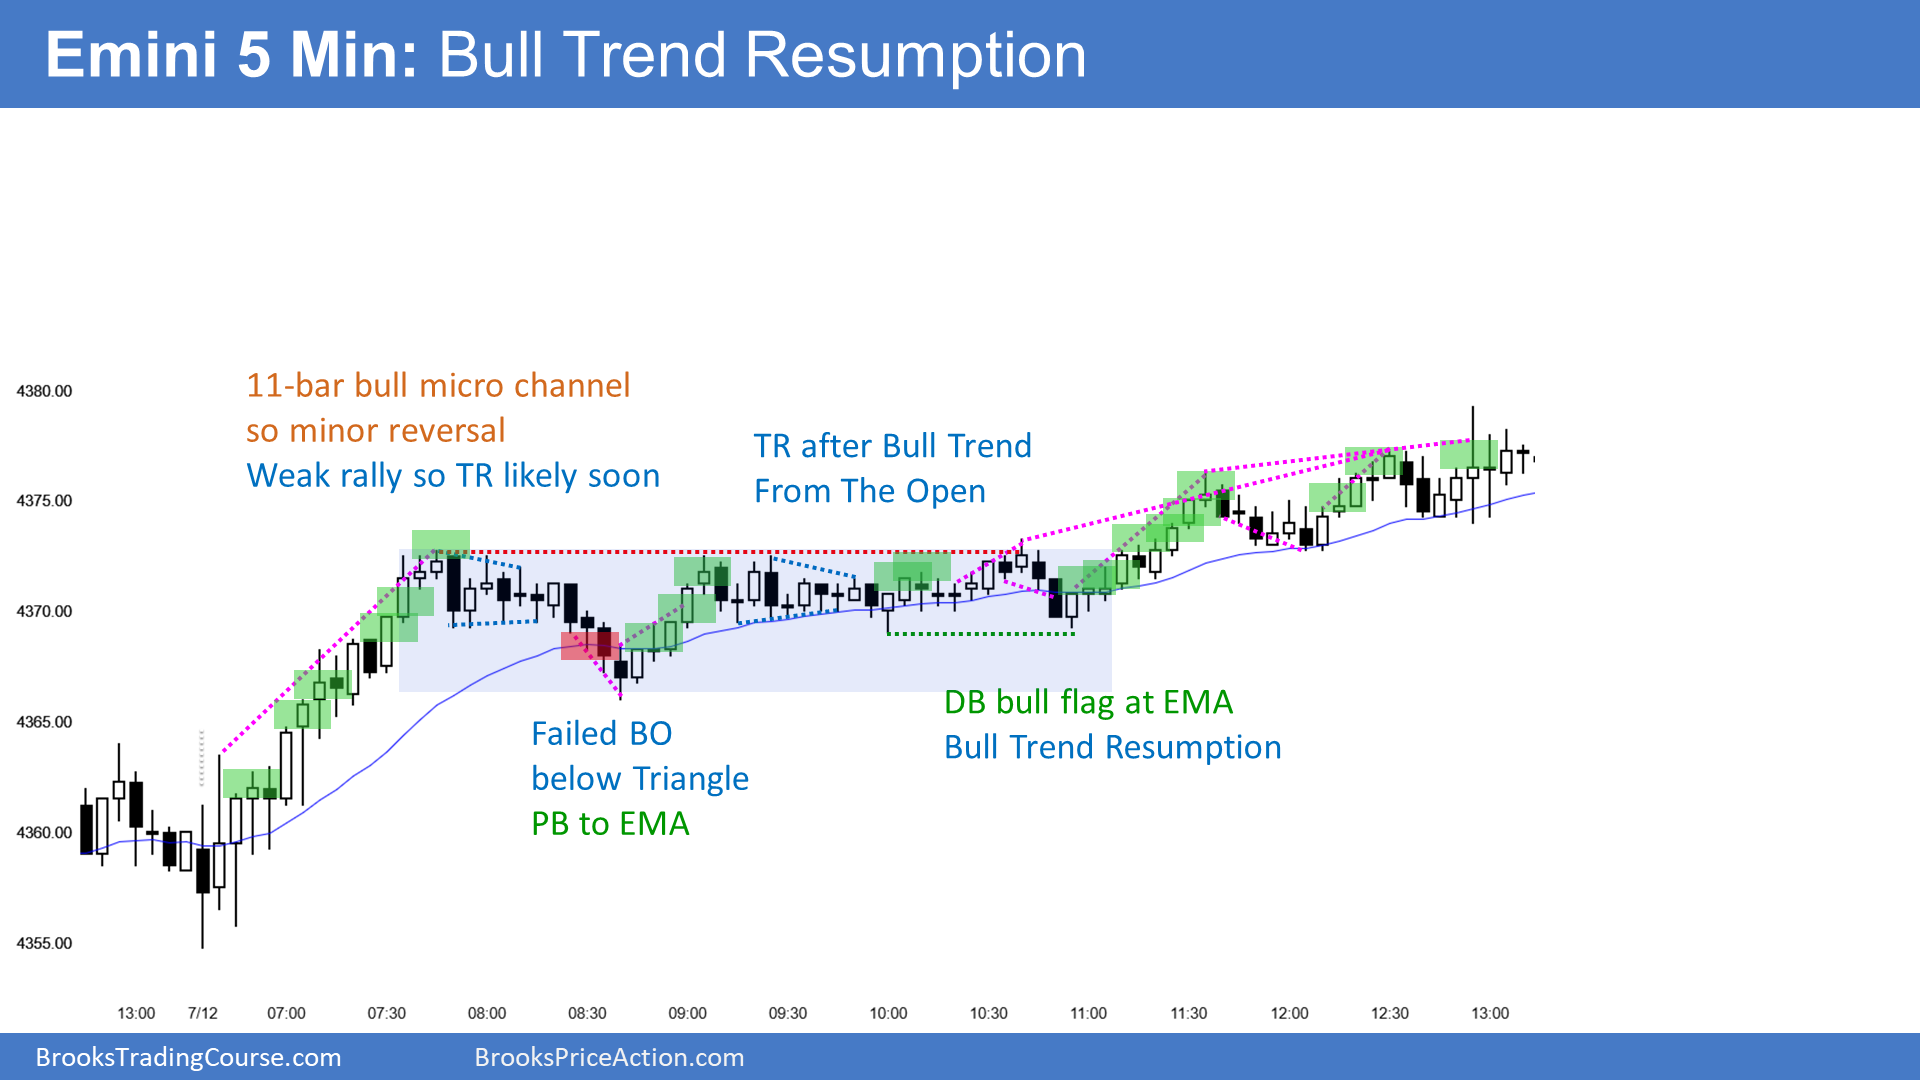 Emini 5 Min: Bull Trend Resumption
11-bar bull micro channel
so minor reversal
Weak rally so TR likely soon
TR after Bull Trend
From The Open
Failed BO
below Triangle
PB to EMA
DB bull flag at EMA
Bull Trend Resumption
4380.00
4375.00
4370.00
4365.00
4360.00
4355.00
13:00 7/12 07:00 07:30 08:00 08:30 09:00 09:30 10:00 10:30 11:00 11:30 12:00 12:30 13:00
BrooksTradingCourse.com BrooksPriceAction.com